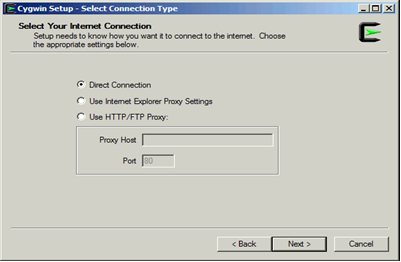 Cygwin Setup - Select Connection Type
Select Your Internet Connection
Setup needs to know how you want it to connect to the internet. Choose
the appropriate settings below.
Direct Connection
Use Internet Explorer Proxy Settings
Use HTTP/FTP Proxy:
Proxy Host
Port 80
< Back Next > Cancel